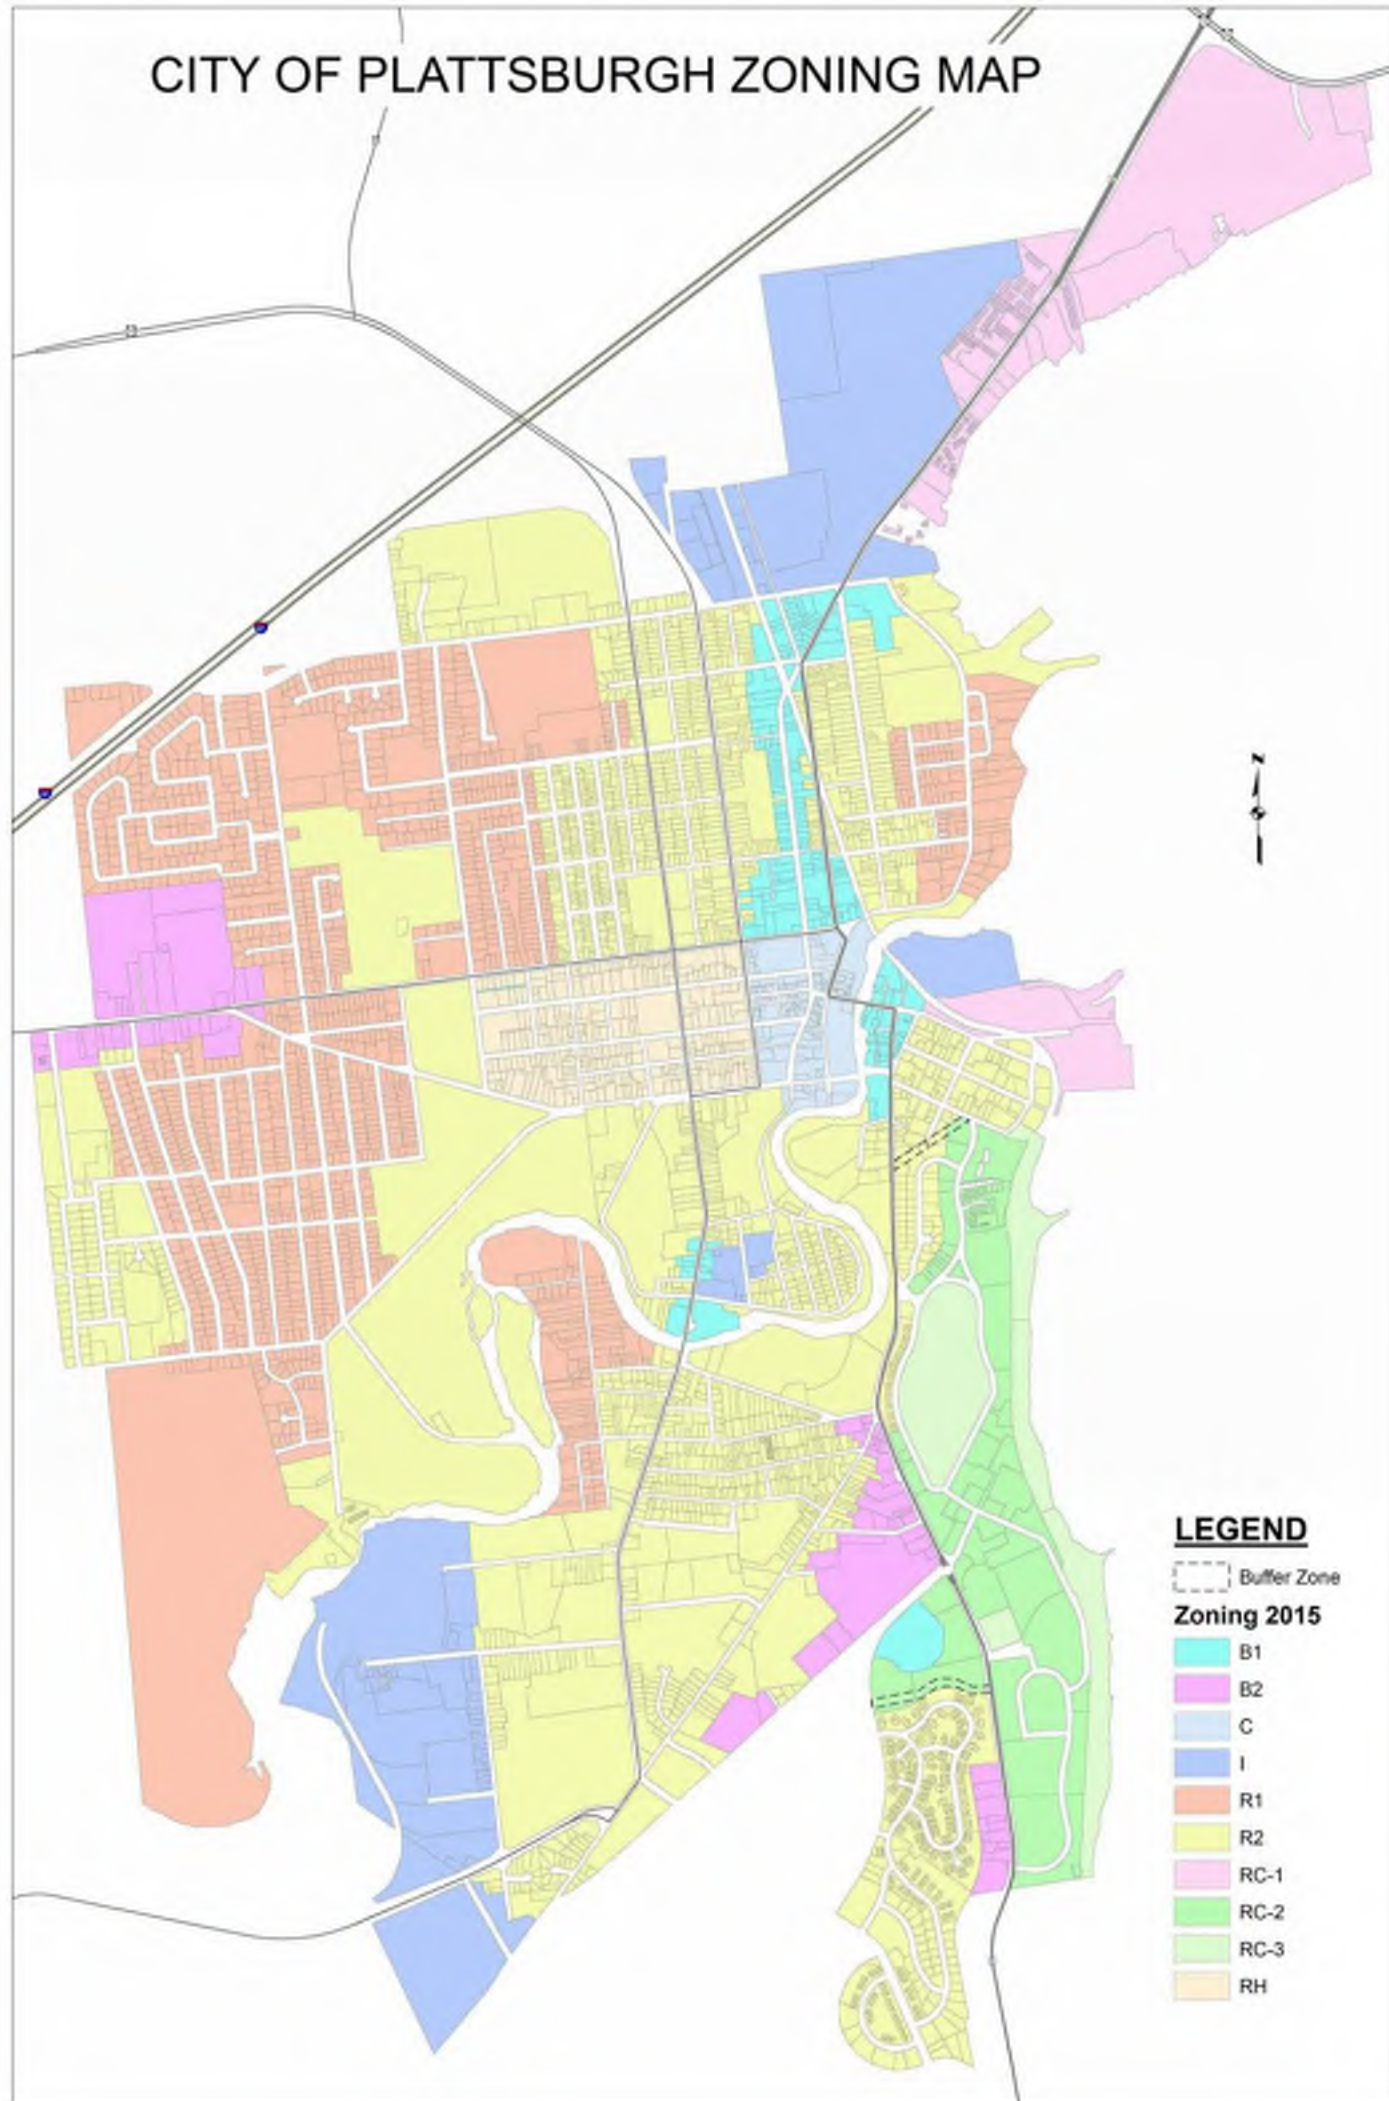 CITY OF PLATTSBURGH ZONING MAP
N
LEGEND
Buffer Zone
Zoning 2015
B1
B2
C
I
R1
R2
RC-1
RC-2
RC-3
RH